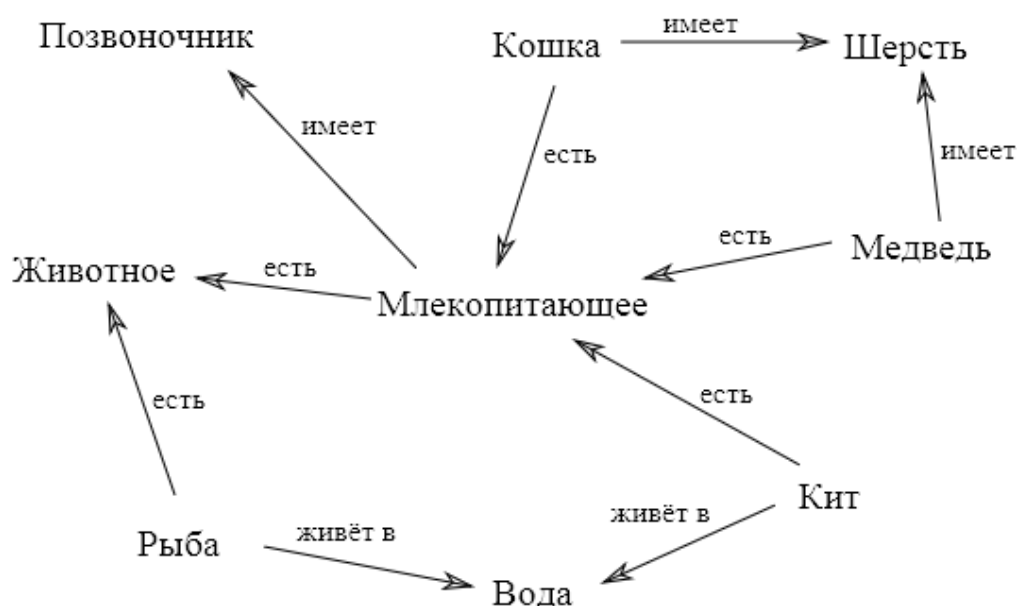 Позвоночник
Кошка
имеет
Шерсть
имеет
есть
имеет
есть
Медведь
Животное
есть
Млекопитающее
есть
есть
Кит
Рыба
живёт в
живёт в
Вода